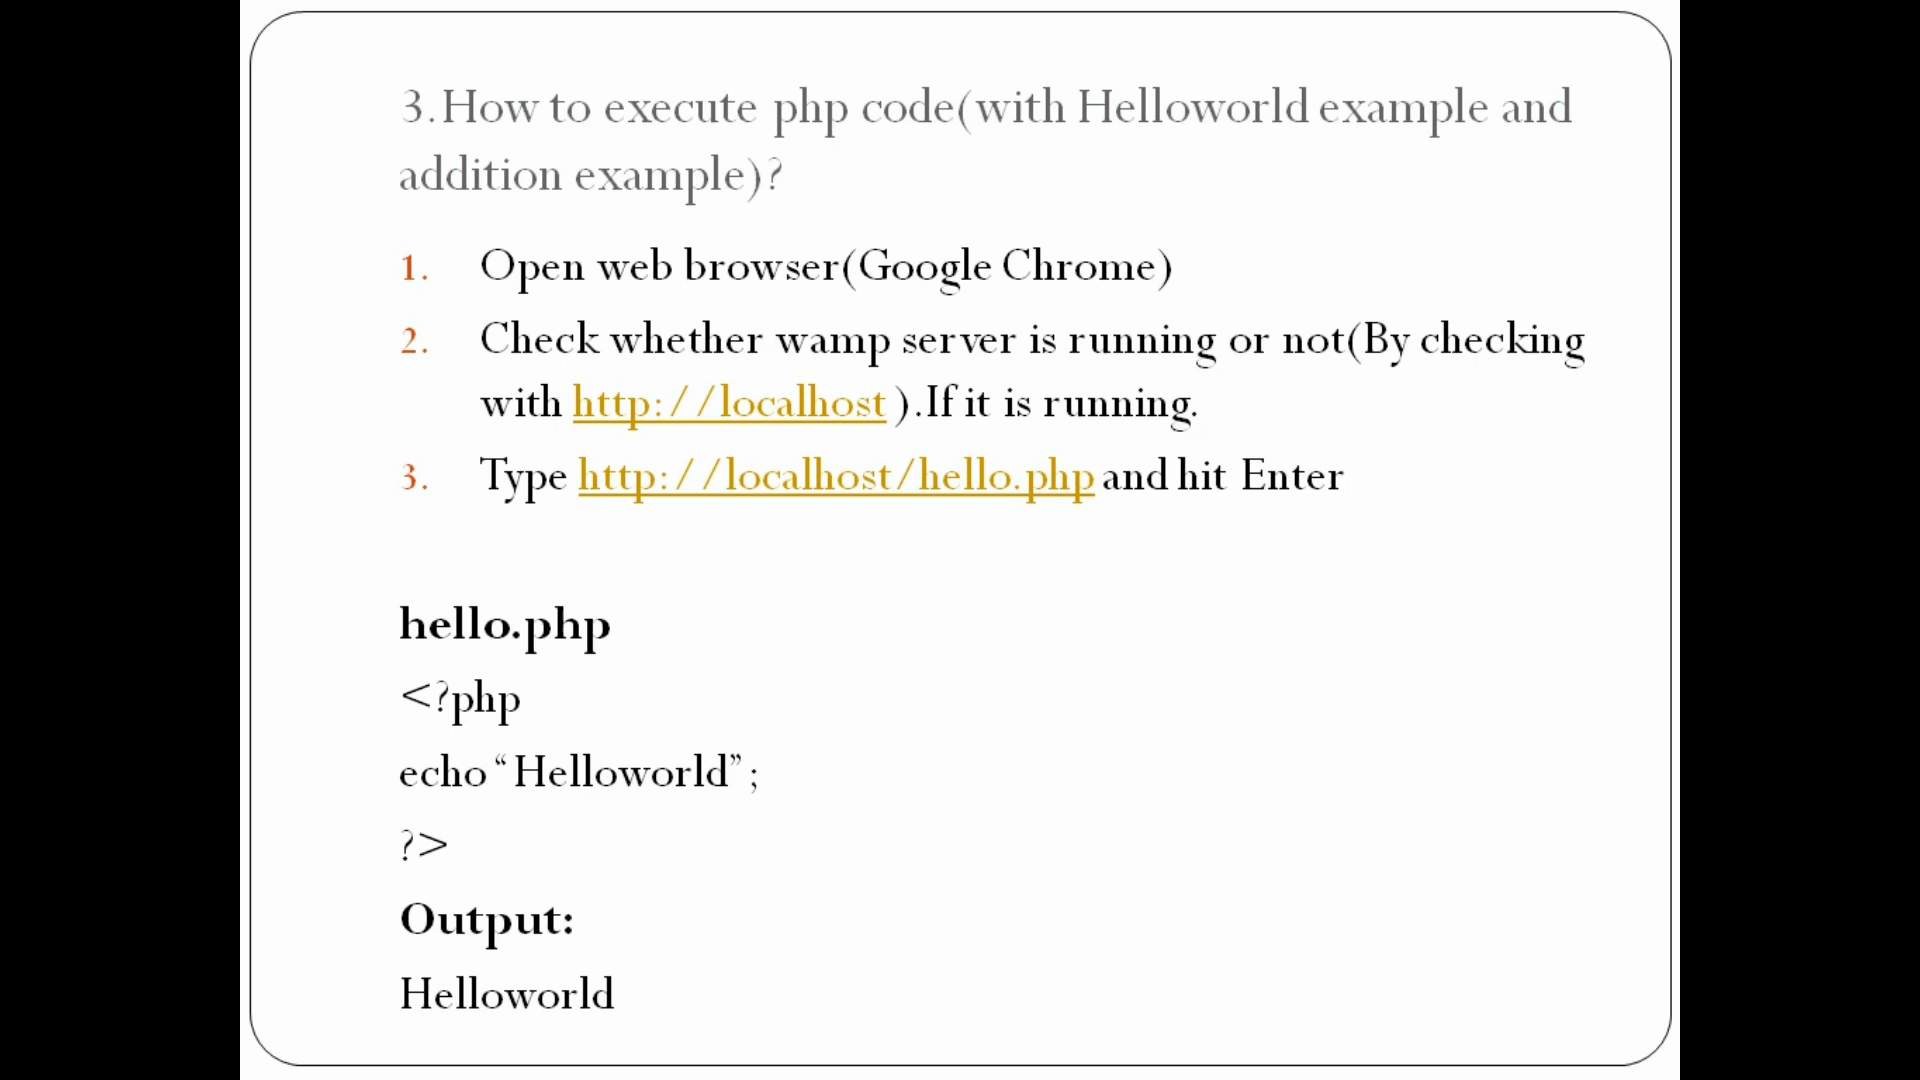 3.How to execute php code(with Helloworld example and
addition example)?
1. Open web browser(Google Chrome)
2. Check whether wamp server is running or not(By checking
with http://localhost ).If it is running.
3. Type http://localhost/hello.php and hit Enter
hello.php
<?php
echo “Helloworld”;
?>
Output:
Helloworld